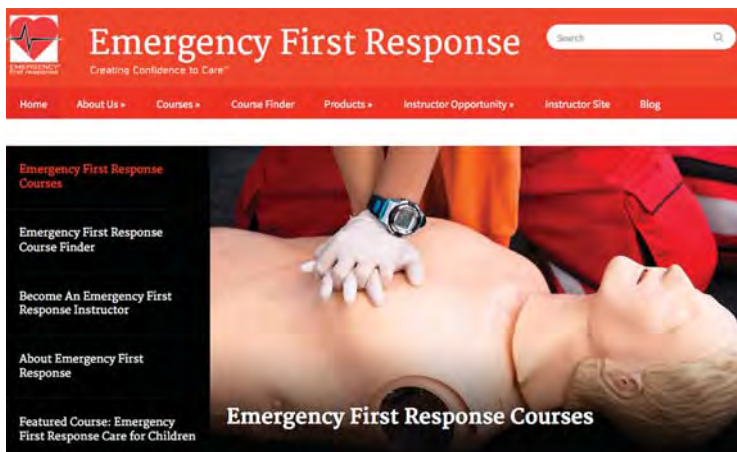 Emergency First Response
Search
EMERGENCY
first response
Creating Confidence to Care™
Home About Us » Courses » Course Finder Products » Instructor Opportunity » Instructor Site Blog
Emergency First Response
Courses
Emergency First Response
Course Finder
Become An Emergency First
Response Instructor
About Emergency First
Response
Featured Course: Emergency
First Response Care for Children
Emergency First Response Courses